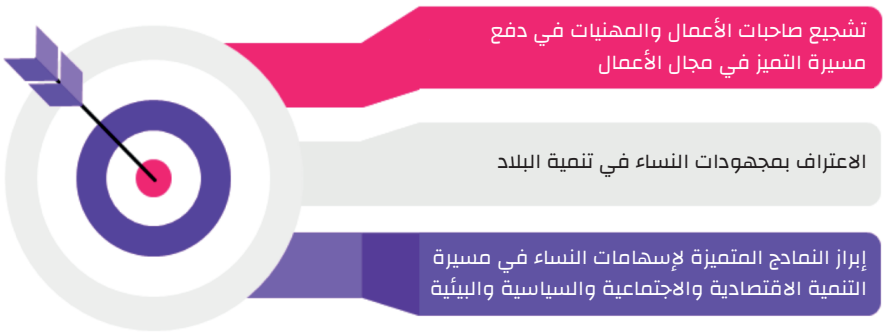 تشجيع صاحبات الأعمال والمهنيات في دفع
مسيرة التميز في مجال الأعمال
الاعتراف بمجهودات النساء في تنمية البلاد
إبراز النماذج المتميزة لإسهامات النساء في مسيرة
التنمية الاقتصادية والاجتماعية والسياسية والبيئية